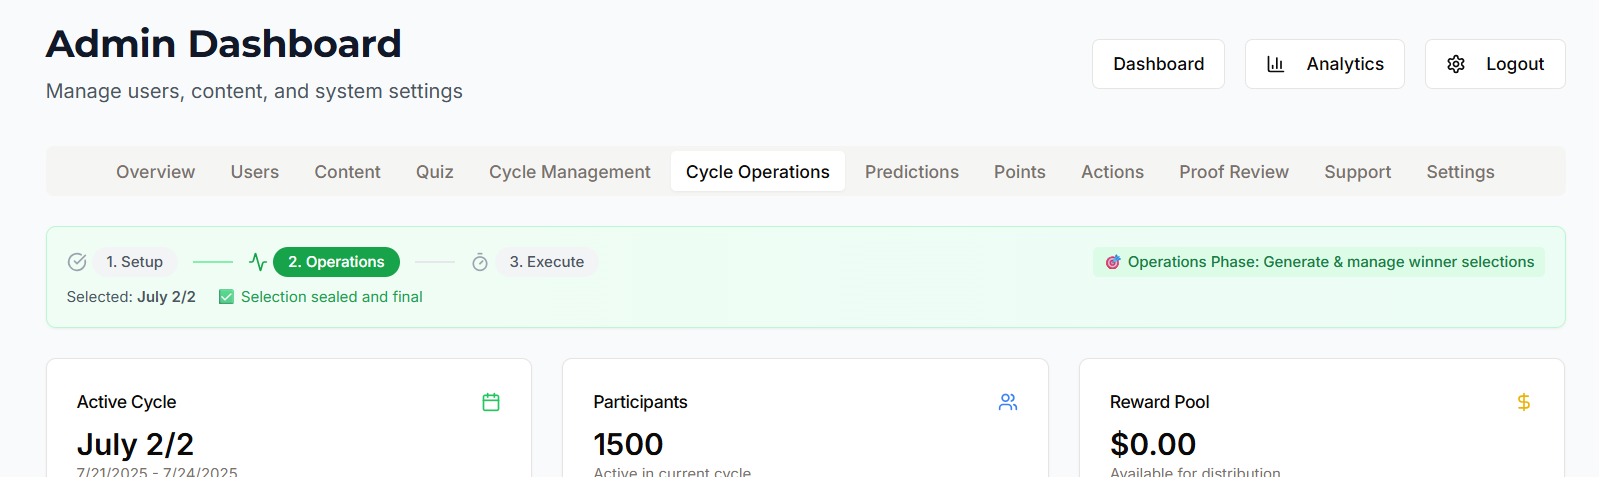 Admin Dashboard
Manage users, content, and system settings
Dashboard
Analytics
Logout
Overview Users Content Quiz Cycle Management Cycle Operations Predictions Points Actions Proof Review Support Settings
1. Setup 2. Operations 3. Execute
🎯 Operations Phase: Generate & manage winner selections
Selected: July 2/2 ✅ Selection sealed and final
Active Cycle
July 2/2
7/21/2025 - 7/24/2025
Participants
1500
Active in current cycle
Reward Pool
$0.00
Available for distribution